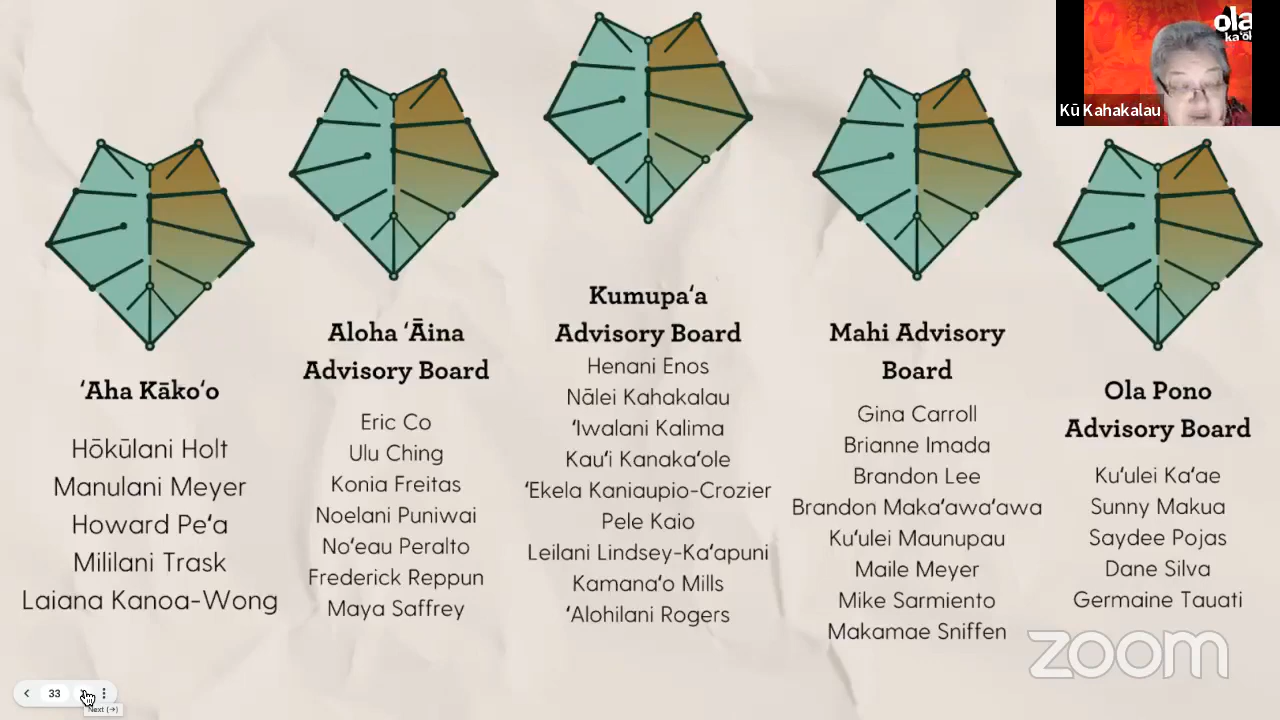 ʻAha Kākoʻo
Hōkūlani Holt
Manulani Meyer
Howard Peʻa
Mililani Trask
Laiana Kanoa-Wong
Aloha ʻĀina
Advisory Board
Eric Co
Ulu Ching
Konia Freitas
Noelani Puniwai
Noʻeau Peralto
Frederick Reppun
Maya Saffrey
Kumupaʻa
Advisory Board
Henani Enos
Nālei Kahakalau
ʻIwalani Kalima
Kauʻi Kanakaʻole
ʻEkela Kaniaupio-Crozier
Pele Kaio
Leilani Lindsey-Kaʻapuni
Kamanaʻo Mills
ʻAlohilani Rogers
Mahi Advisory
Board
Gina Carroll
Brianne Imada
Brandon Lee
Brandon Makaʻawaʻawa
Kuʻulei Maunupau
Maile Meyer
Mike Sarmiento
Makamae Sniffen
Ola Pono
Advisory Board
Kuʻulei Kaʻae
Sunny Makua
Saydee Pojas
Dane Silva
Germaine Tauati
ola
Kū Kahakalau
zoom
33
Next (→)